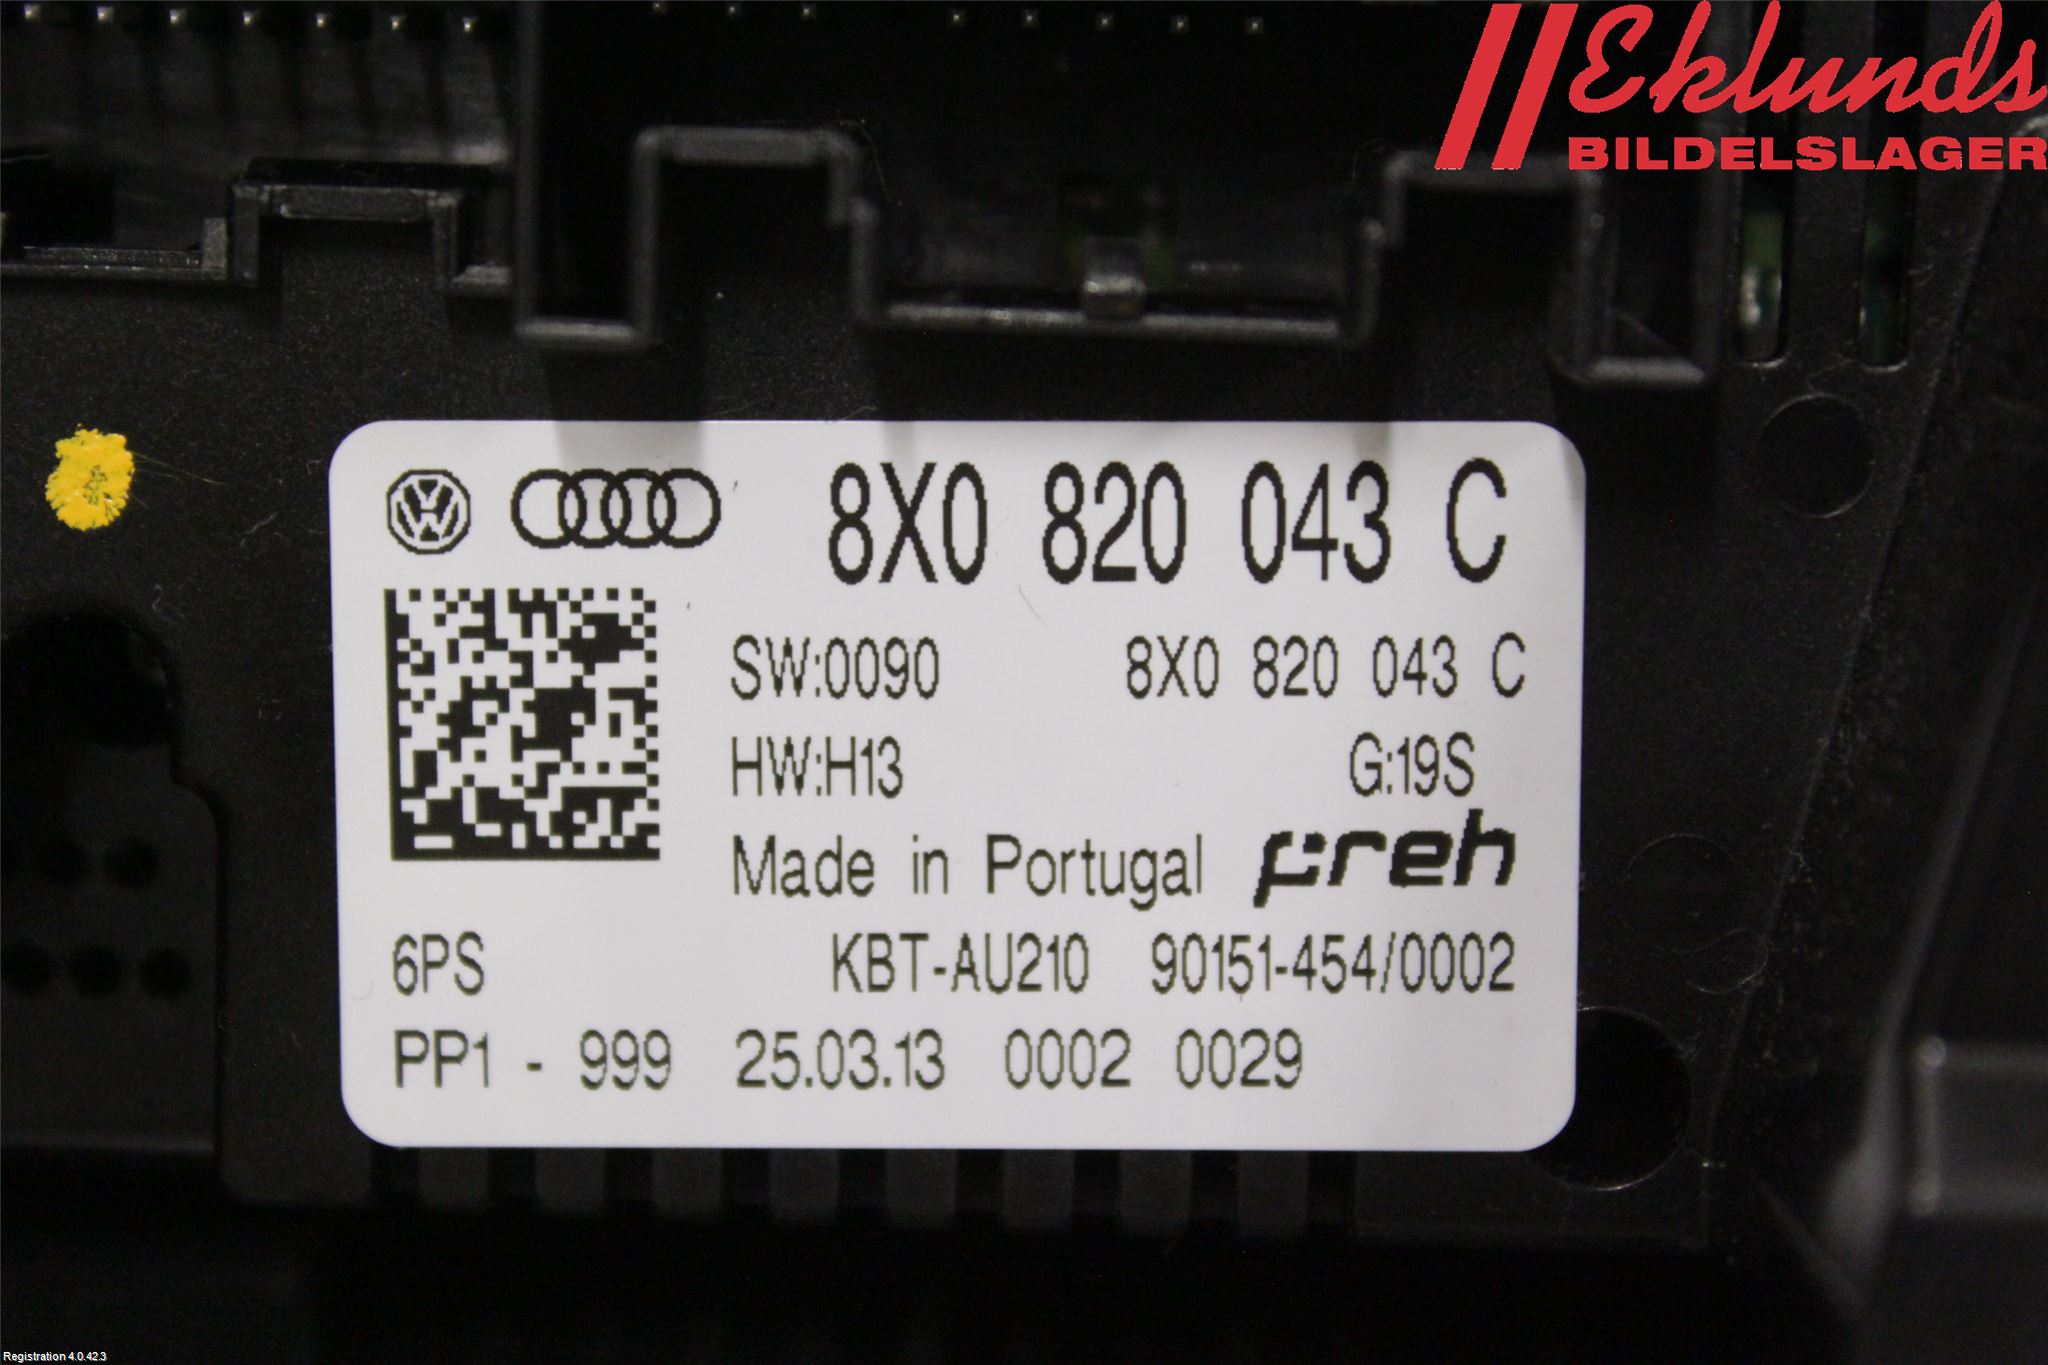 Eklunds
BILDELSLAGER
8X0 820 043 C
SW:0090 8X0 820 043 C
HW:H13 G:19S
Made in Portugal preh
6PS KBT-AU210 90151-454/0002
PP1 - 999 25.03.13 0002 0029
Registration 4.0.42.3